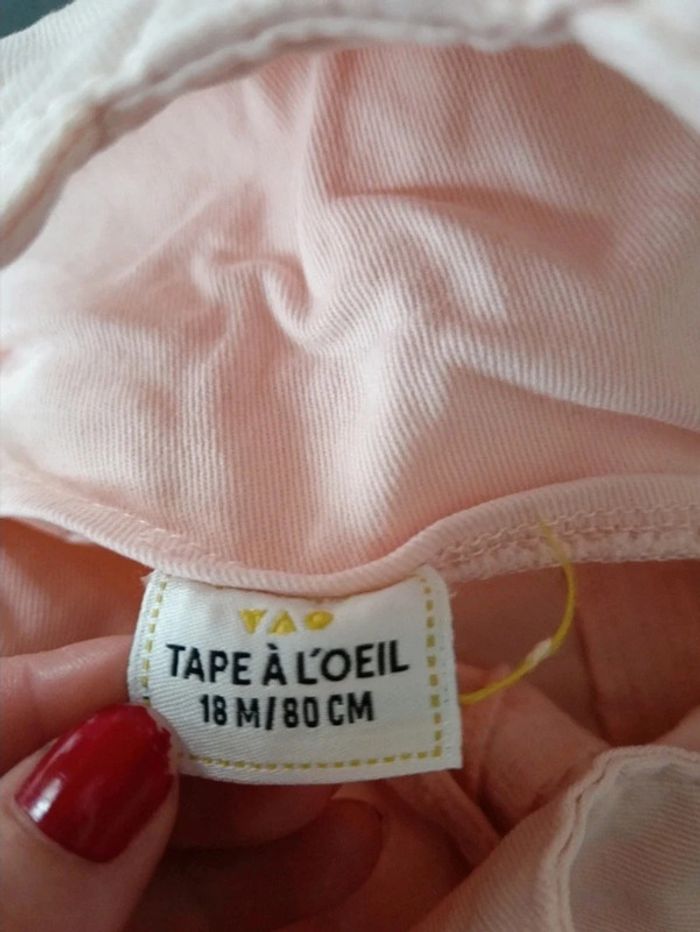 TAO
TAPE À L'OEIL
18 M/80 CM